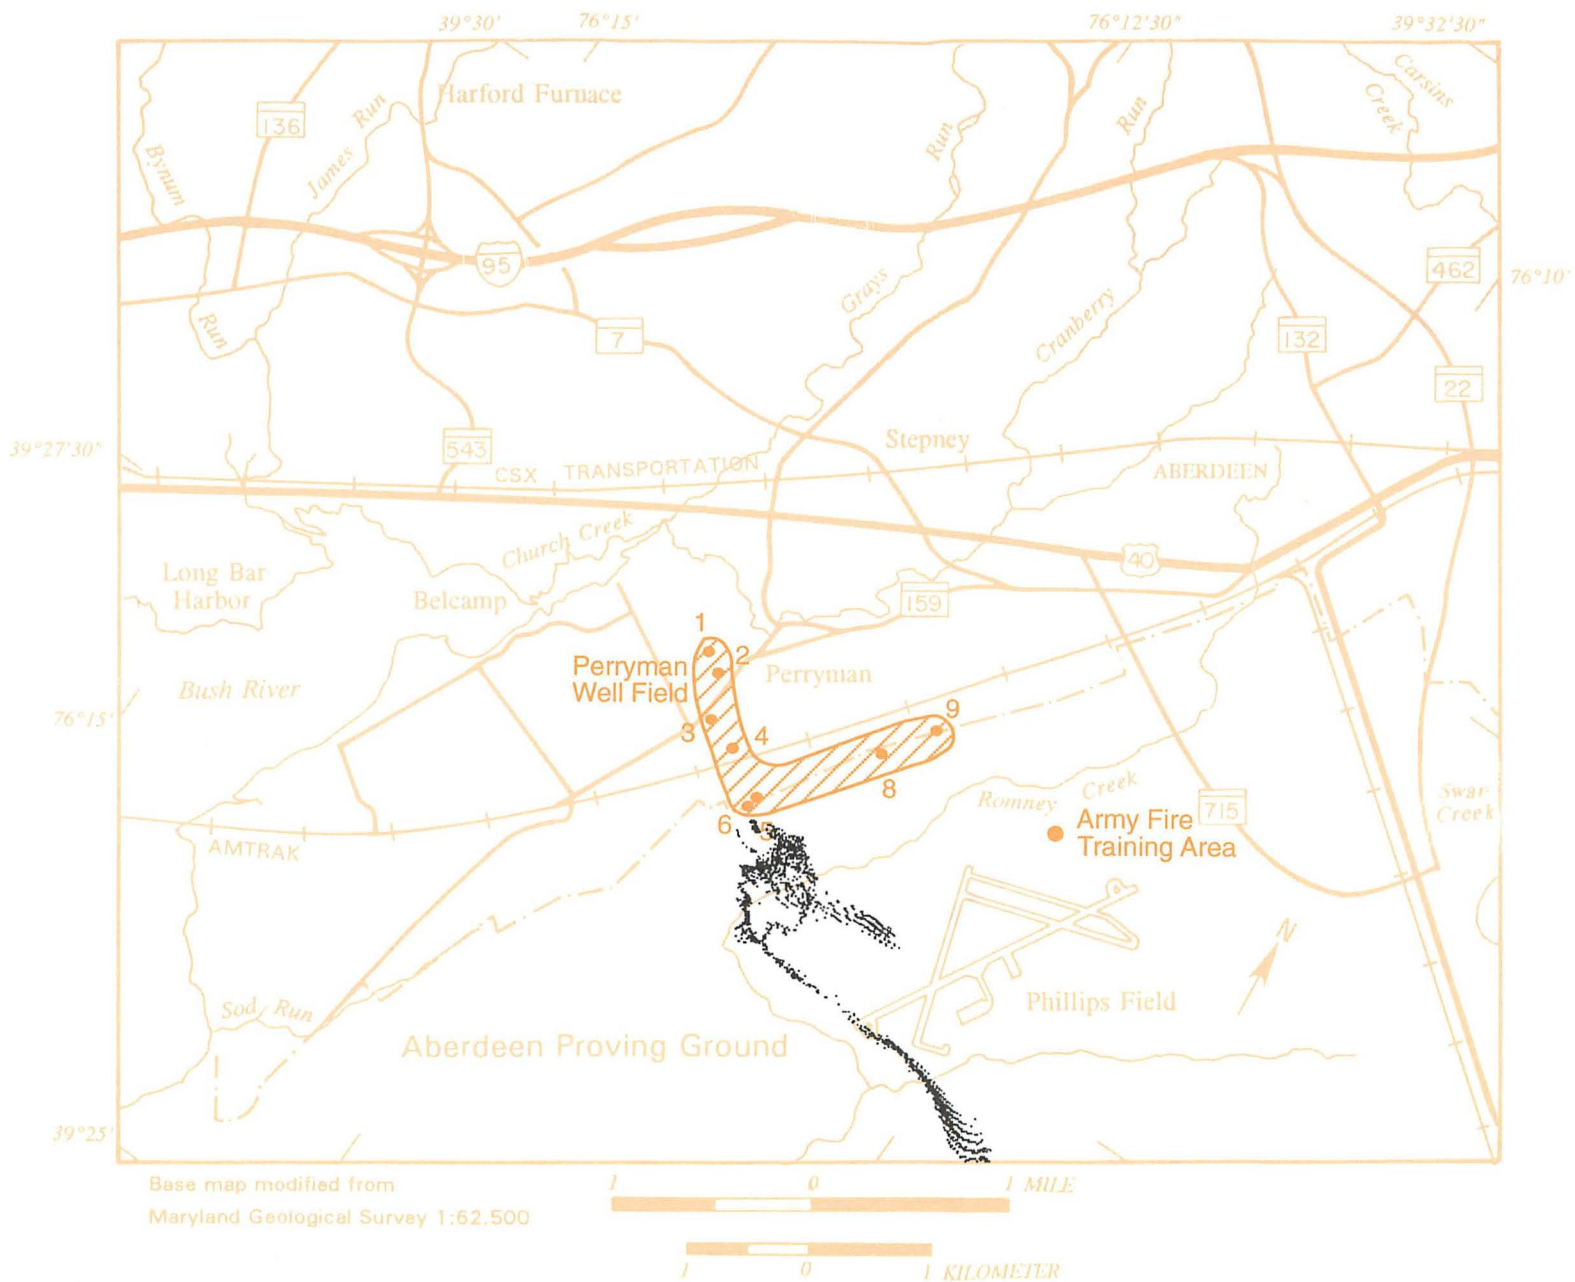 39°30' 76°15' 76°12'30" 39°32'30"
Harford Furnace
Carsins
Creek
136
James Run
Run
Run
Bynum
95
462
76°10'
Grays
Cranberry
Run
7
132
22
543
Stepney
39°27'30"
CSX TRANSPORTATION
ABERDEEN
Church Creek
40
Long Bar
Harbor
Belcamp
159
1
2
Perryman
Well Field
Perryman
Bush River
76°15'
3
4
9
8
Romney Creek
715
Swan
Creek
6
5
Army Fire
Training Area
AMTRAK
N
Sod Run
Phillips Field
Aberdeen Proving Ground
39°25'
Base map modified from
Maryland Geological Survey 1:62,500
1 0 1 MILE
1 0 1 KILOMETER